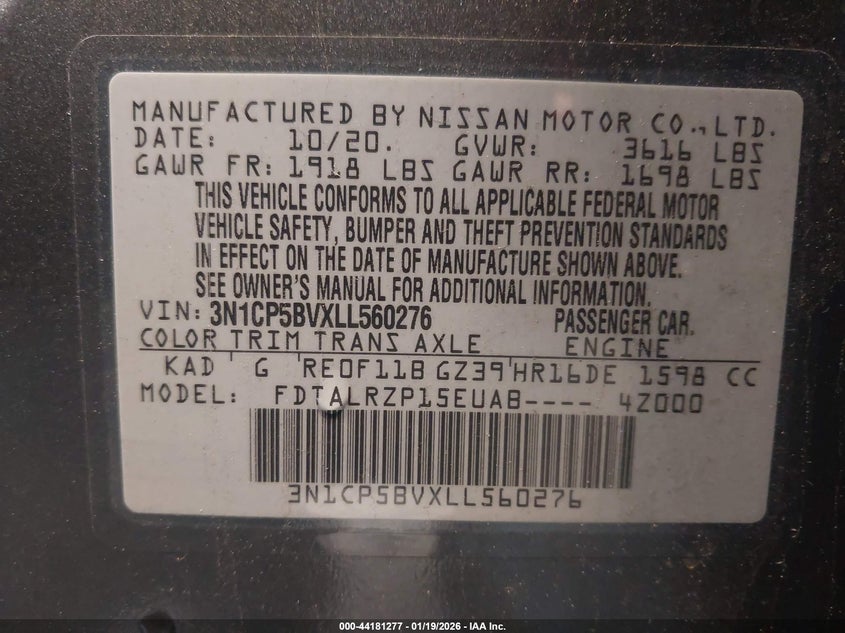 MANUFACTURED BY NISSAN MOTOR CO., LTD.
DATE: 10/20. GVWR: 3616 LBS
GAWR FR: 1918 LBS GAWR RR: 1698 LBS
THIS VEHICLE CONFORMS TO ALL APPLICABLE FEDERAL MOTOR
VEHICLE SAFETY, BUMPER AND THEFT PREVENTION STANDARDS
IN EFFECT ON THE DATE OF MANUFACTURE SHOWN ABOVE.
SEE OWNER'S MANUAL FOR ADDITIONAL INFORMATION.
VIN: 3N1CP5BVXLL560276 PASSENGER CAR.
COLOR TRIM TRANS AXLE ENGINE
KAD ' G 'RE0F11B GZ39'HR16DE 1598 CC
MODEL: FDTALRZP15EUAB---- 4Z000
3N1CP5BVXLL560276
000-44181277 - 01/19/2026 - IAA Inc.